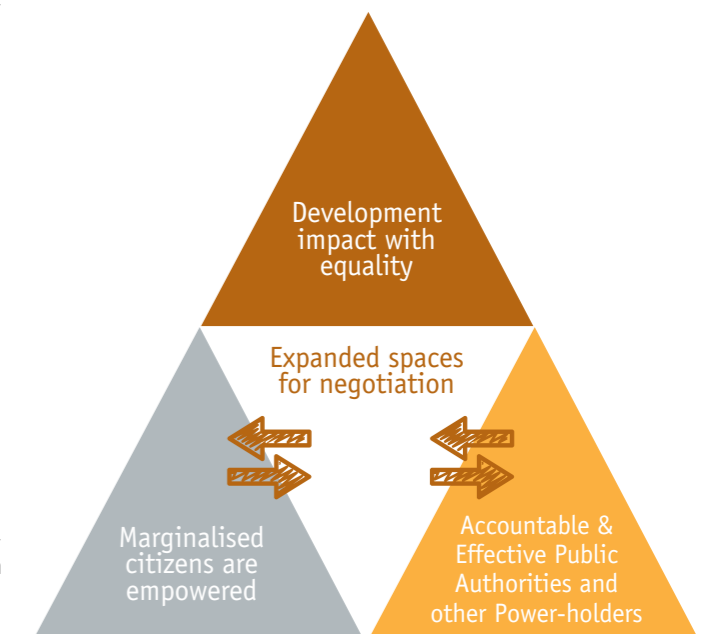 Development
impact with
equality
Expanded spaces
for negotiation
Marginalised
citizens are
empowered
Accountable &
Effective Public
Authorities and
other Power-holders